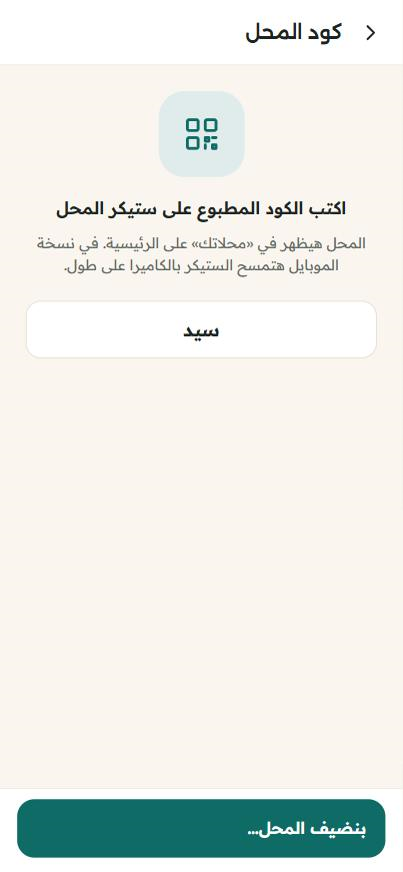 كود المحل
اكتب الكود المطبوع على ستيكر المحل
المحل هيظهر في «محلاتك» على الرئيسية. في نسخة
الموبايل هتمسح الستيكر بالكاميرا على طول.
سيد
بنضيف المحل...